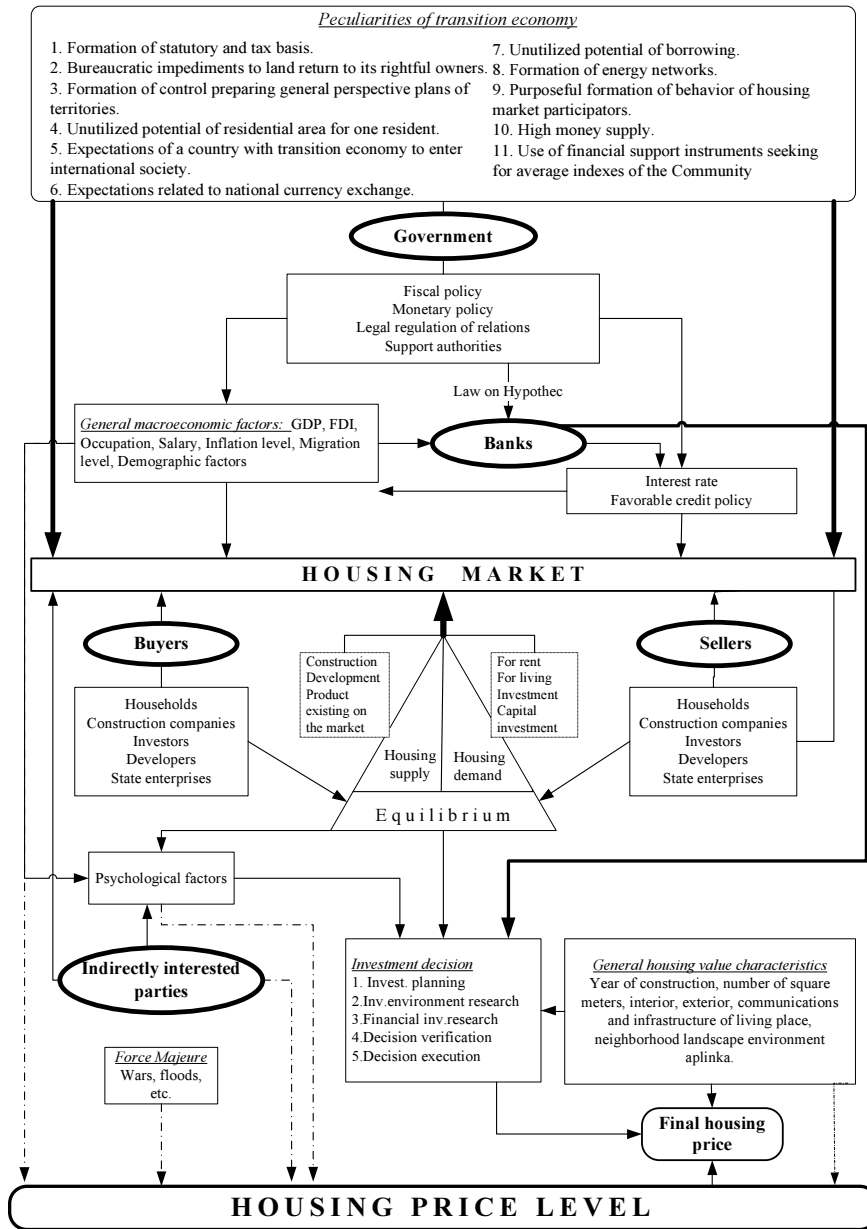 Peculiarities of transition economy
1. Formation of statutory and tax basis.
2. Bureaucratic impediments to land return to its rightful owners.
3. Formation of control preparing general perspective plans of
territories.
4. Unutilized potential of residential area for one resident.
5. Expectations of a country with transition economy to enter
international society.
6. Expectations related to national currency exchange.
7. Unutilized potential of borrowing.
8. Formation of energy networks.
9. Purposeful formation of behavior of housing
market participators.
10. High money supply.
11. Use of financial support instruments seeking
for average indexes of the Community
Government
Fiscal policy
Monetary policy
Legal regulation of relations
Support authorities
Law on Hypothec
General macroeconomic factors: GDP, FDI,
Occupation, Salary, Inflation level, Migration
level, Demographic factors
Banks
Interest rate
Favorable credit policy
HOUSING MARKET
Buyers
Sellers
Construction
Development
Product
existing on
the market
For rent
For living
Investment
Capital
investment
Households
Construction companies
Investors
Developers
State enterprises
Housing
supply
Housing
demand
Households
Construction companies
Investors
Developers
State enterprises
Equilibrium
Psychological factors
Indirectly interested
parties
Investment decision
1. Invest. planning
2.Inv.environment research
3.Financial inv.research
4.Decision verification
5.Decision execution
General housing value characteristics
Year of construction, number of square
meters, interior, exterior, communications
and infrastructure of living place,
neighborhood landscape environment
aplinka.
Force Majeure
Wars, floods,
etc.
Final housing
price
HOUSING PRICE LEVEL